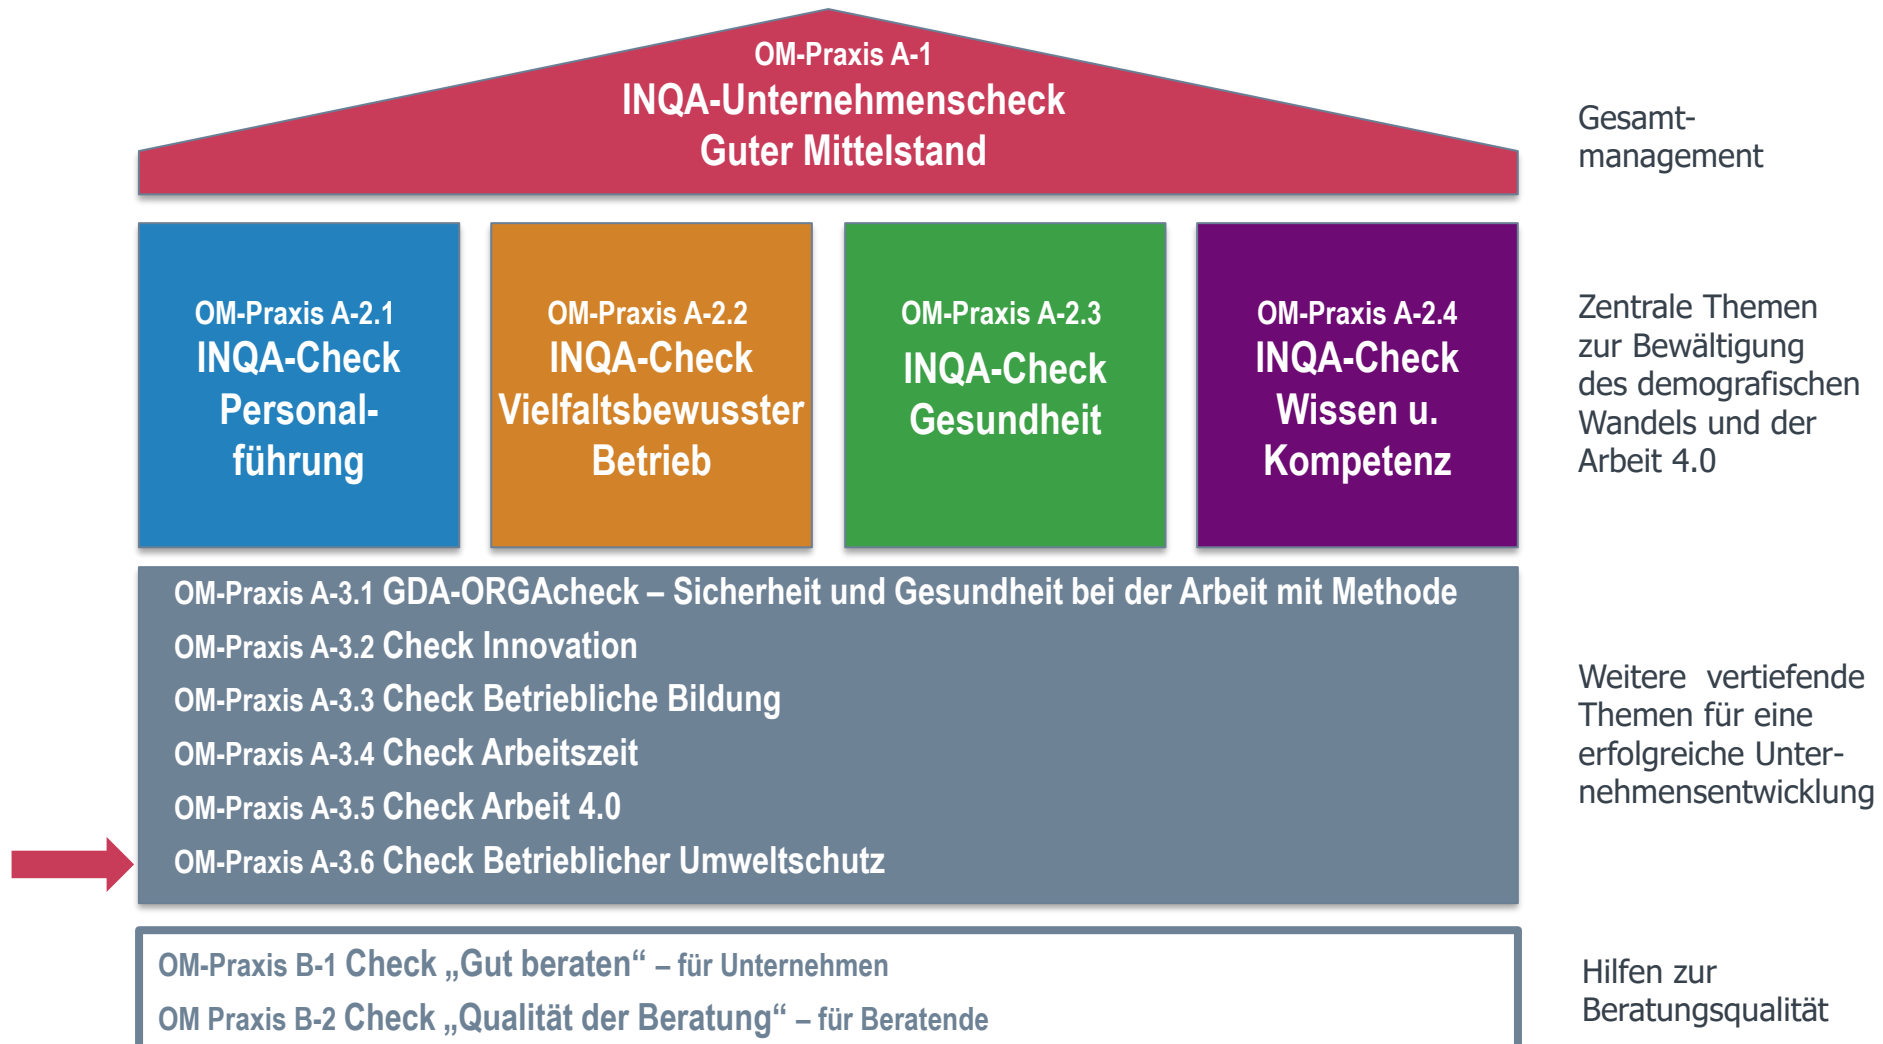 OM-Praxis A-1
INQA-Unternehmenscheck
Guter Mittelstand
Gesamt-
management
OM-Praxis A-2.1
INQA-Check
Personal-
führung
OM-Praxis A-2.2
INQA-Check
Vielfaltsbewusster
Betrieb
OM-Praxis A-2.3
INQA-Check
Gesundheit
OM-Praxis A-2.4
INQA-Check
Wissen u.
Kompetenz
Zentrale Themen
zur Bewältigung
des demografischen
Wandels und der
Arbeit 4.0
OM-Praxis A-3.1 GDA-ORGAcheck – Sicherheit und Gesundheit bei der Arbeit mit Methode
OM-Praxis A-3.2 Check Innovation
OM-Praxis A-3.3 Check Betriebliche Bildung
OM-Praxis A-3.4 Check Arbeitszeit
OM-Praxis A-3.5 Check Arbeit 4.0
OM-Praxis A-3.6 Check Betrieblicher Umweltschutz
Weitere vertiefende
Themen für eine
erfolgreiche Unter-
nehmensentwicklung
OM-Praxis B-1 Check „Gut beraten“ – für Unternehmen
OM Praxis B-2 Check „Qualität der Beratung“ – für Beratende
Hilfen zur
Beratungsqualität